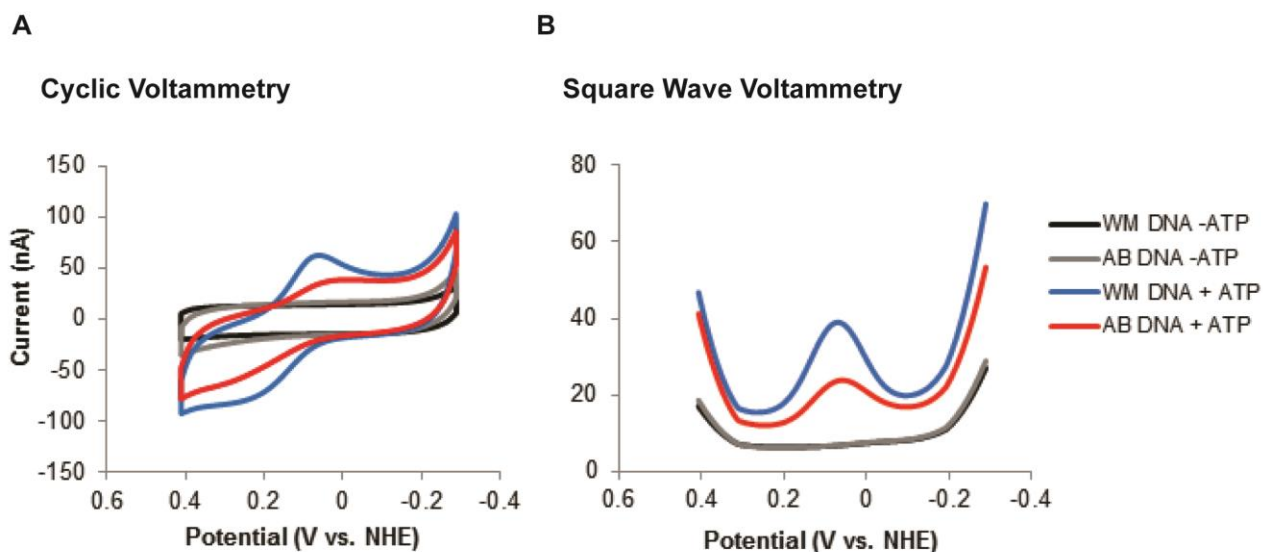 A
B
Cyclic Voltammetry
Square Wave Voltammetry
150
100
50
0
-50
-100
-150
Current (nA)
0.6 0.4 0.2 0 -0.2 -0.4
Potential (V vs. NHE)
80
60
40
20
0
0.6 0.4 0.2 0 -0.2 -0.4
Potential (V vs. NHE)
WM DNA -ATP
AB DNA -ATP
WM DNA + ATP
AB DNA + ATP